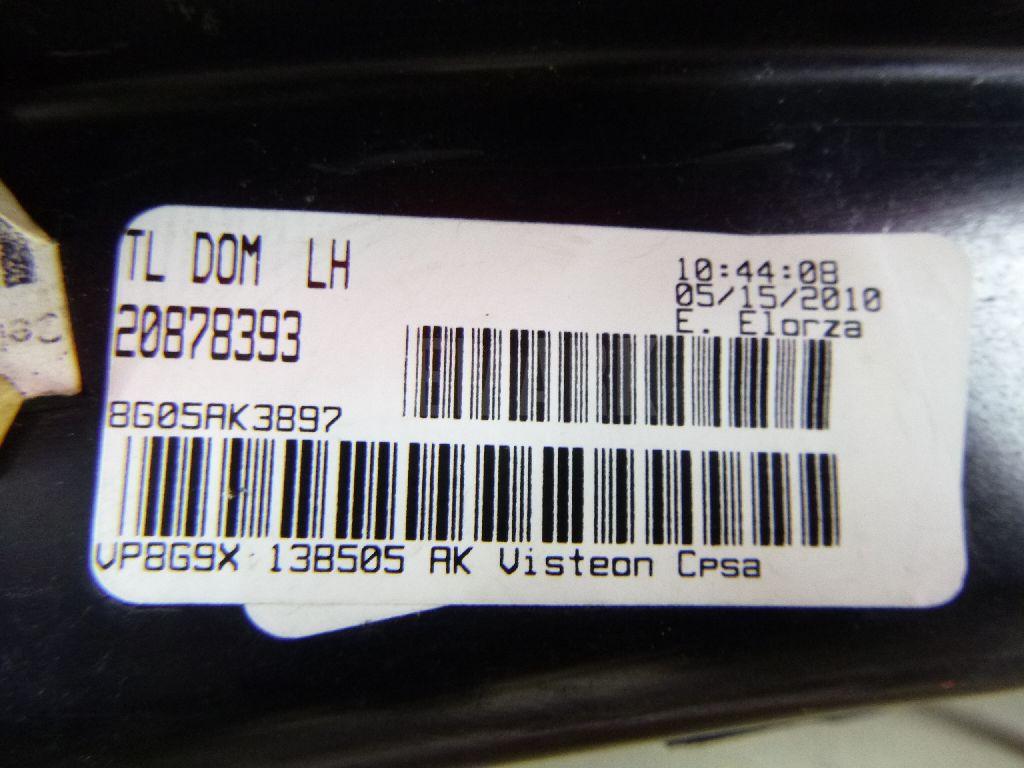 TL DOM LH
10:44:08
05/15/2010
E. Elorza
20878393
8G05AK3897
VP8G9X 13B505 AK Visteon Cpsa